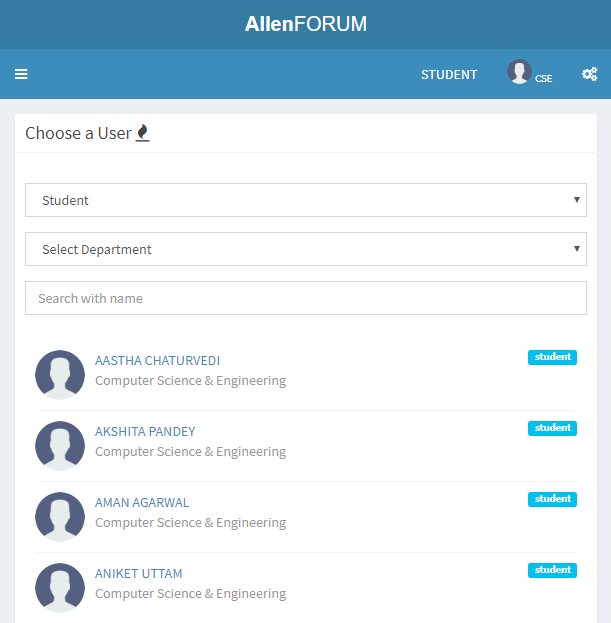 AllenFORUM
STUDENT
CSE
Choose a User
Student
Select Department
Search with name
AASTHA CHATURVEDI
student
Computer Science & Engineering
AKSHITA PANDEY
student
Computer Science & Engineering
AMAN AGARWAL
student
Computer Science & Engineering
ANIKET UTTAM
student
Computer Science & Engineering